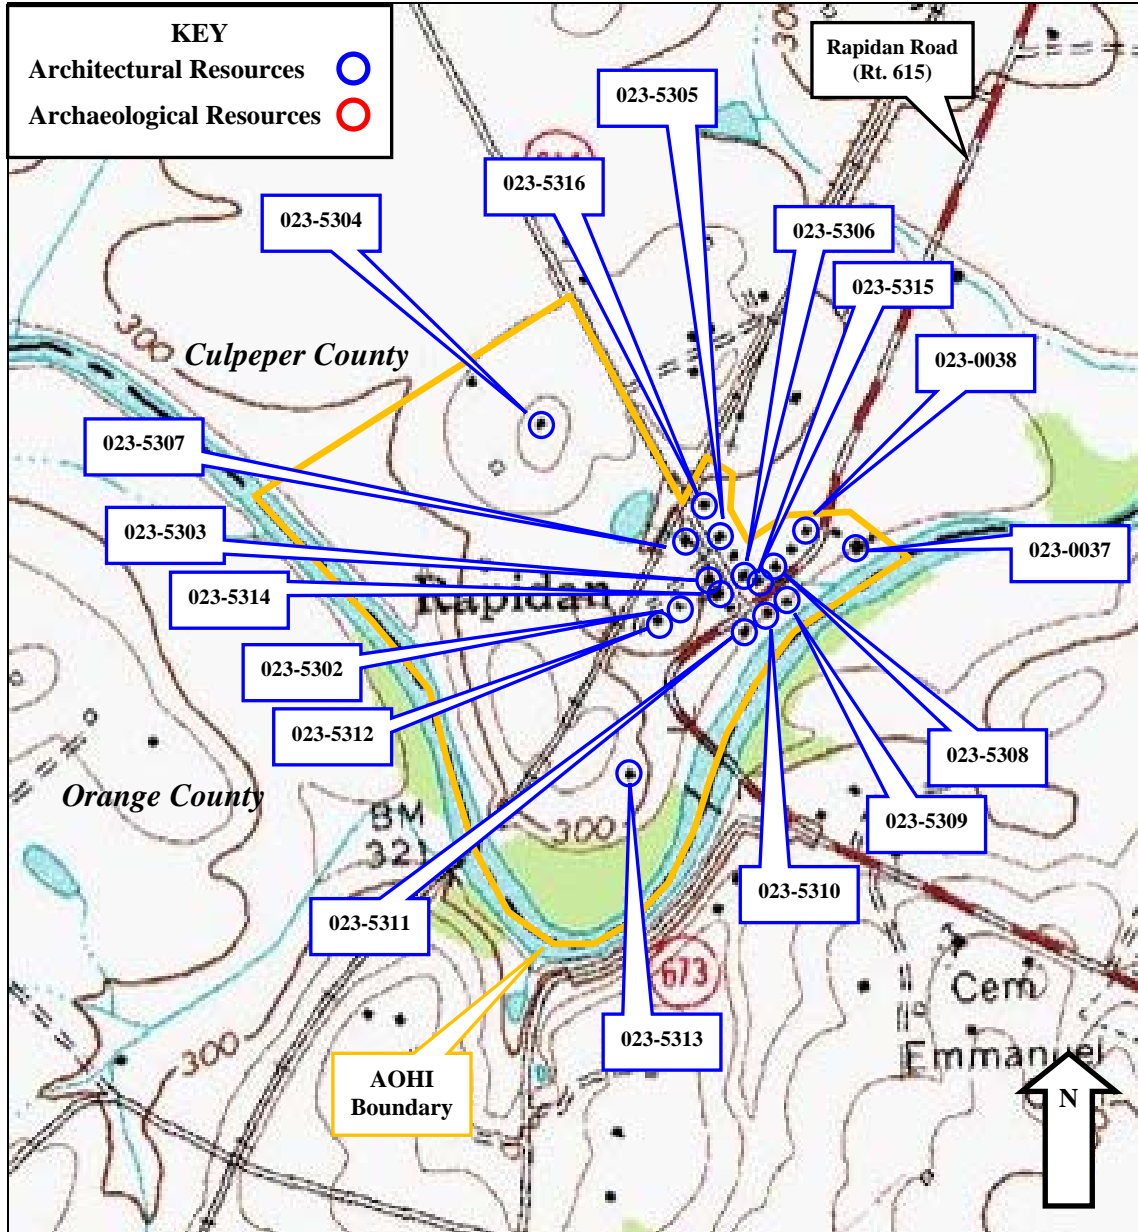 KEY
Architectural Resources
Archaeological Resources
Rapidan Road
(Rt. 615)
300
023-5305
023-5316
023-5304
023-5306
023-5315
023-0038
300
Culpeper County
023-5307
023-5303
023-5314
Rapidan
023-0037
023-5302
023-5312
023-5308
Orange County
BM
321
300
023-5309
023-5310
023-5311
673
Cem
023-5313
Emmanuel
300
AOHI
Boundary
N